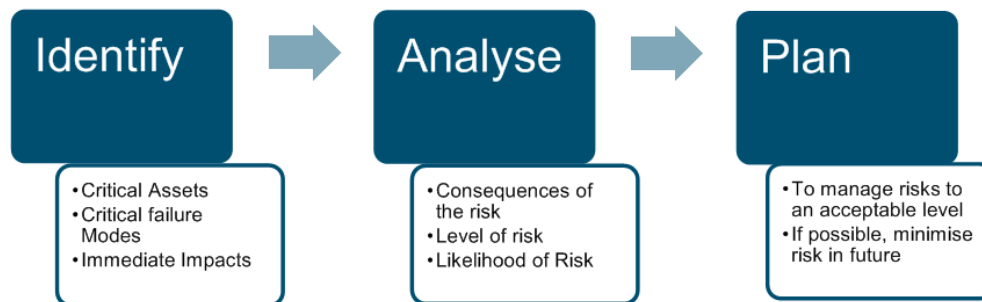 Identify
• Critical Assets
• Critical failure
Modes
• Immediate Impacts
Analyse
• Consequences of
the risk
• Level of risk
• Likelihood of Risk
Plan
• To manage risks to
an acceptable level
• If possible, minimise
risk in future